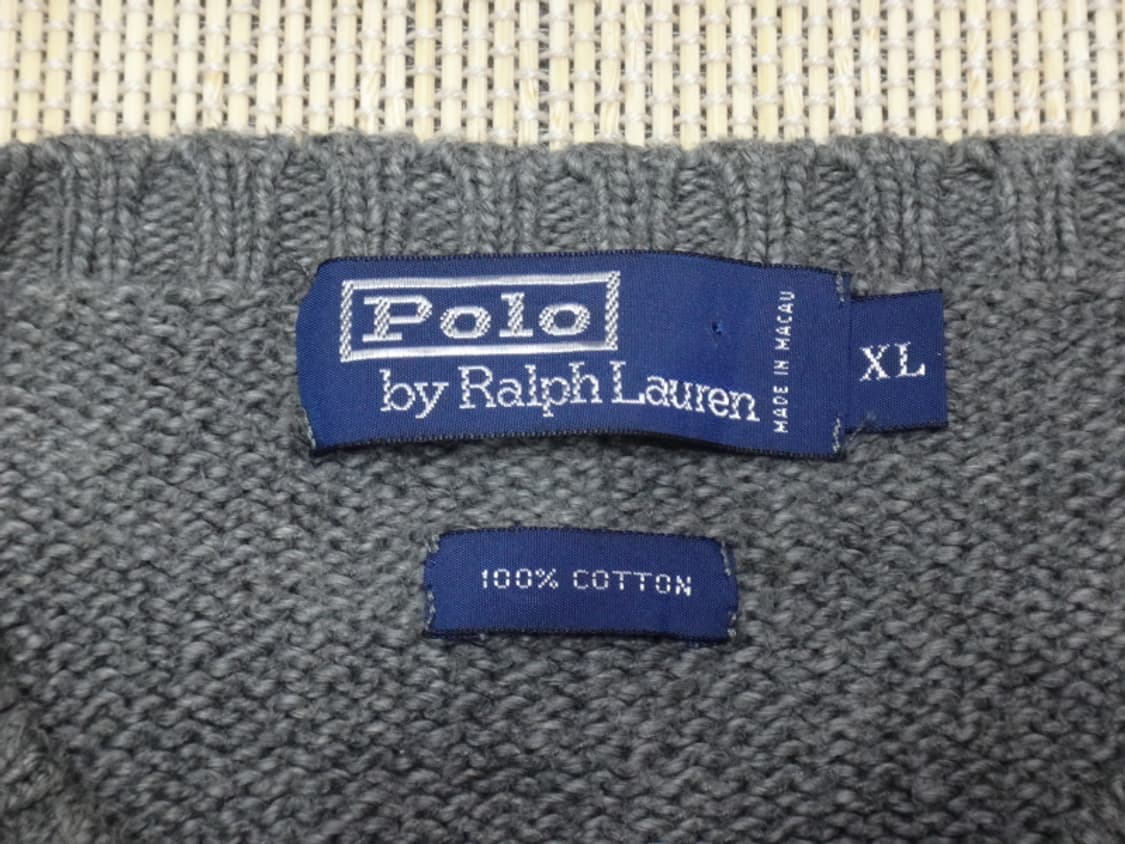 Polo
by Ralph Lauren
MADE IN MACAU
XL
100% COTTON